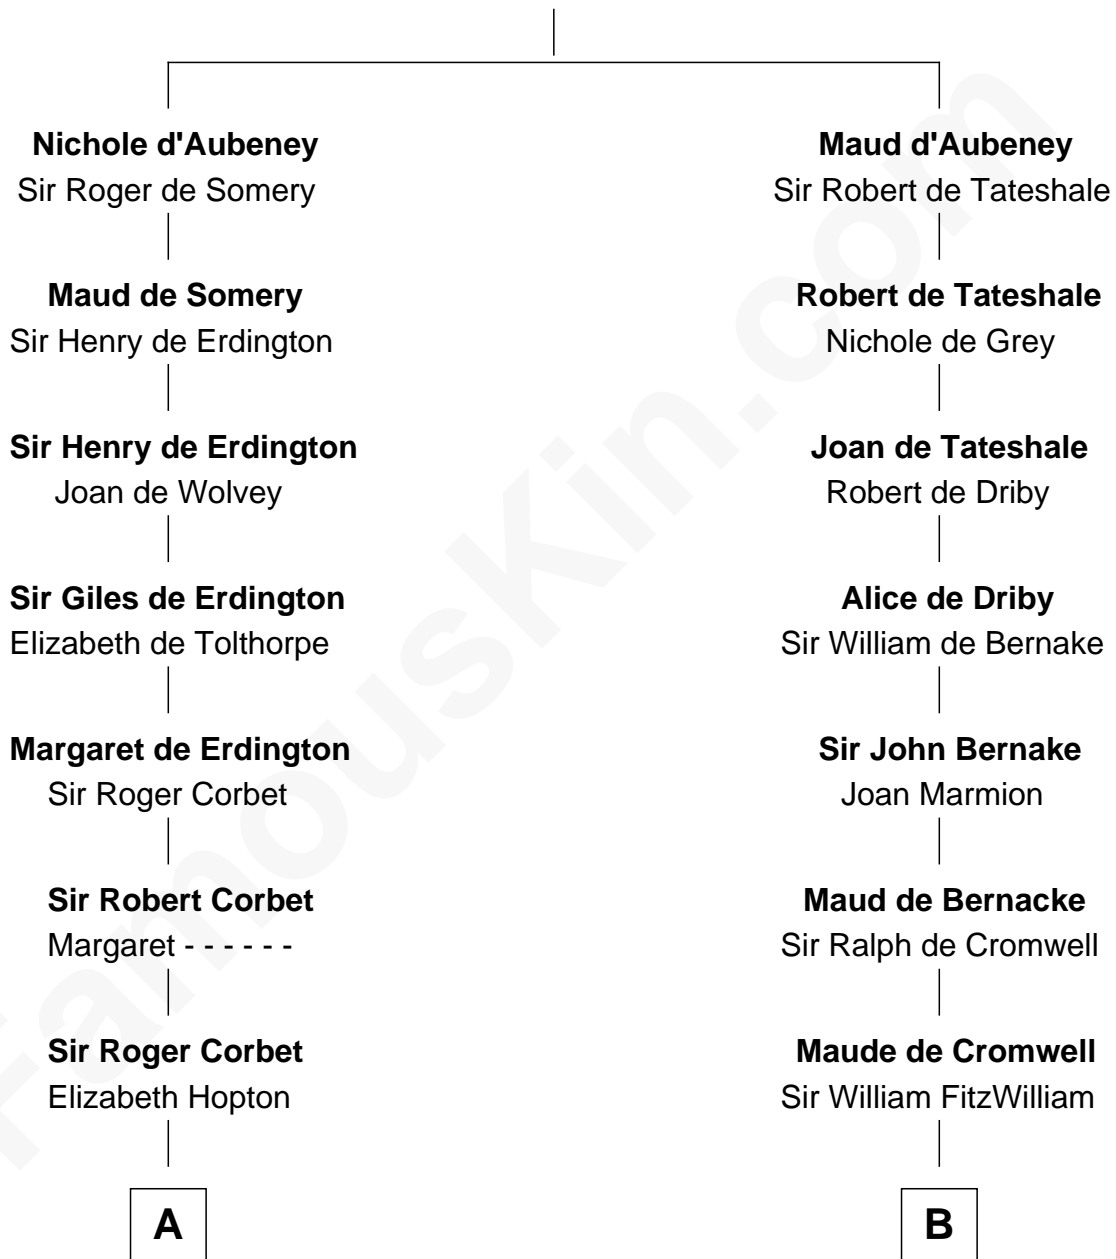 Nichole d'Aubeney
Sir Roger de Somery
Maud de Somery
Sir Henry de Erdington
Sir Henry de Erdington
Joan de Wolvey
Sir Giles de Erdington
Elizabeth de Tolthorpe
Margaret de Erdington
Sir Roger Corbet
Sir Robert Corbet
Margaret - - - - - -
Sir Roger Corbet
Elizabeth Hopton
A
Maud d'Aubeney
Sir Robert de Tateshale
Robert de Tateshale
Nichole de Grey
Joan de Tateshale
Robert de Driby
Alice de Driby
Sir William de Bernake
Sir John Bernake
Joan Marmion
Maud de Bernacke
Sir Ralph de Cromwell
Maude de Cromwell
Sir William FitzWilliam
B
FamousKin.com